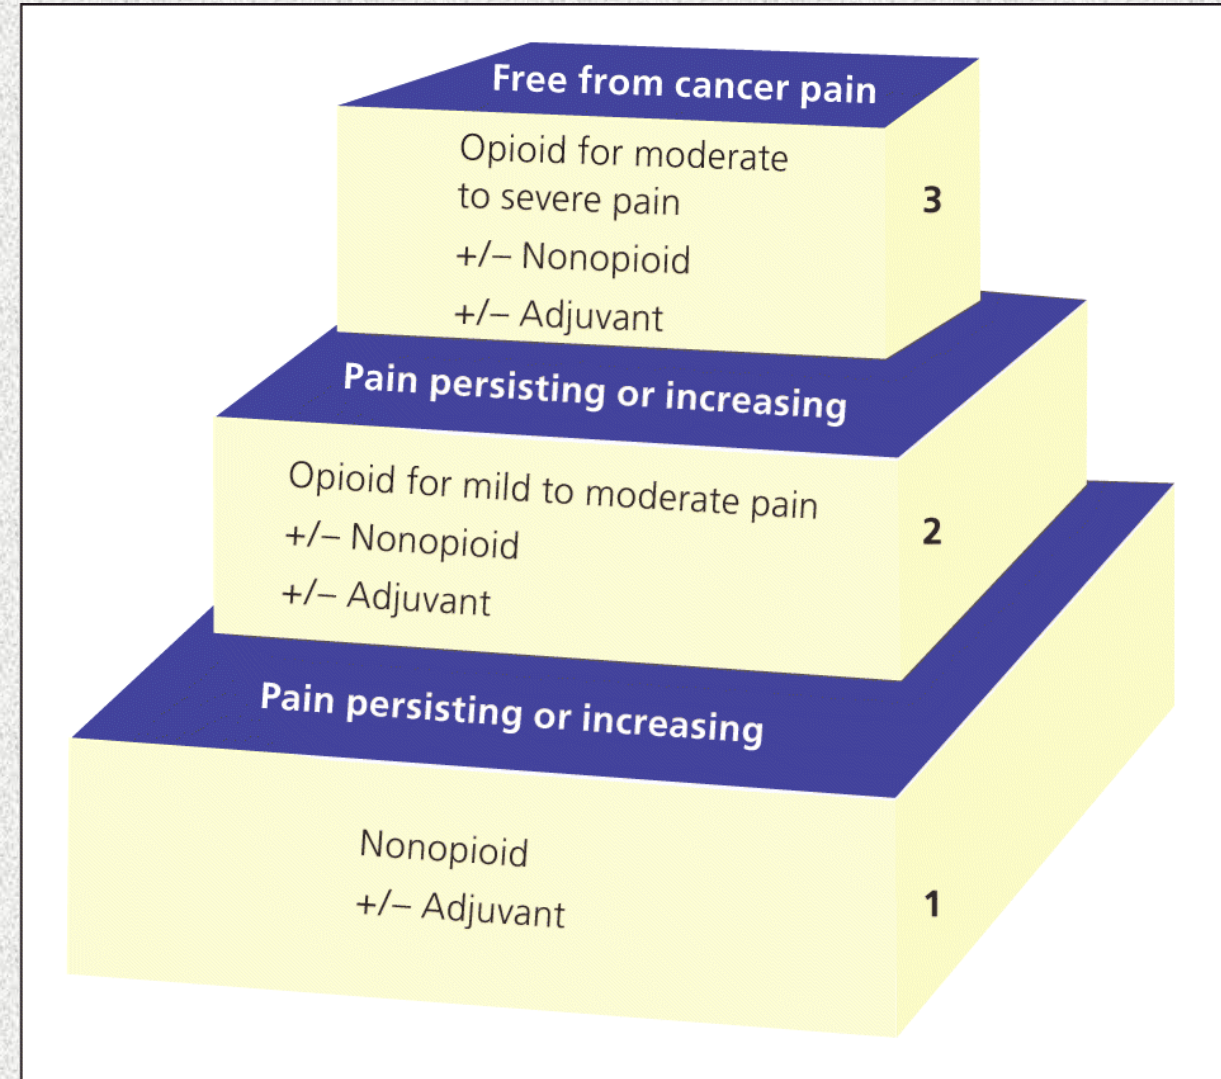 Free from cancer pain
Opioid for moderate
to severe pain
+/– Nonopioid
+/– Adjuvant
3
Pain persisting or increasing
Opioid for mild to moderate pain
+/– Nonopioid
+/– Adjuvant
2
Pain persisting or increasing
Nonopioid
+/– Adjuvant
1